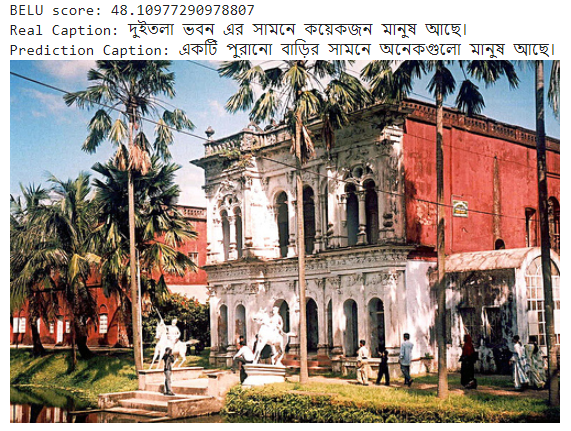 BELU score: 48.10977290978807
Real Caption: দুইতলা ভবন এর সামনে কয়েকজন মানুষ আছে।
Prediction Caption: একটি পুরানো বাড়ির সামনে অনেকগুলো মানুষ আছে।